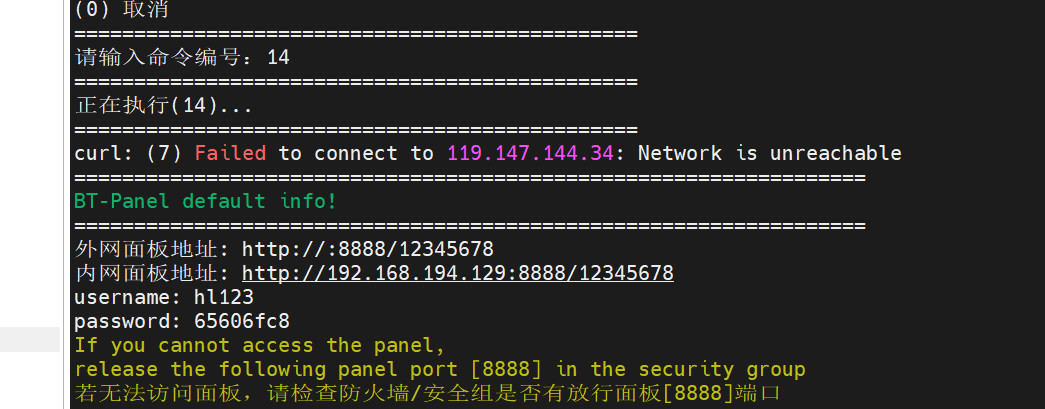 (0) 取消
===============================================
请输入命令编号：14
===============================================
正在执行(14)...
===============================================
curl: (7) Failed to connect to 119.147.144.34: Network is unreachable
==================================================================
BT-Panel default info!
==================================================================
外网面板地址: http://:8888/12345678
内网面板地址: http://192.168.194.129:8888/12345678
username: hl123
password: 65606fc8
If you cannot access the panel,
release the following panel port [8888] in the security group
若无法访问面板，请检查防火墙/安全组是否有放行面板[8888]端口